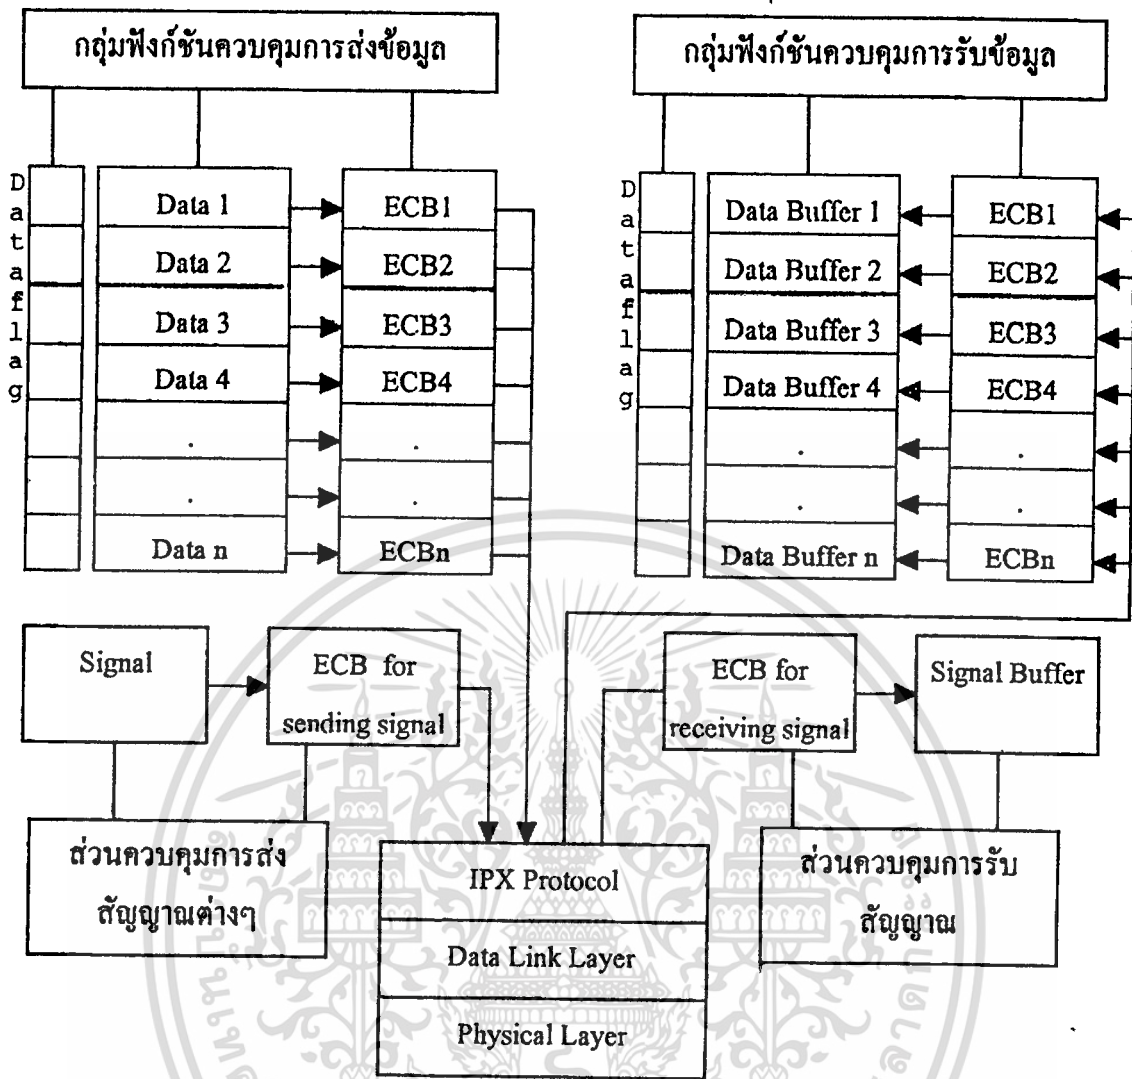 กลุ่มฟังก์ชันควบคุมการส่งข้อมูล
กลุ่มฟังก์ชันควบคุมการรับข้อมูล
Dataflag
Data 1
ECB1
Data 2
ECB2
Data 3
ECB3
Data 4
ECB4
.
.
.
.
Data n
ECBn
Dataflag
Data Buffer 1
ECB1
Data Buffer 2
ECB2
Data Buffer 3
ECB3
Data Buffer 4
ECB4
.
.
.
.
Data Buffer n
ECBn
Signal
ECB for
sending signal
ECB for
receiving signal
Signal Buffer
ส่วนควบคุมการส่ง
สัญญาณต่างๆ
IPX Protocol
Data Link Layer
Physical Layer
ส่วนควบคุมการรับ
สัญญาณ